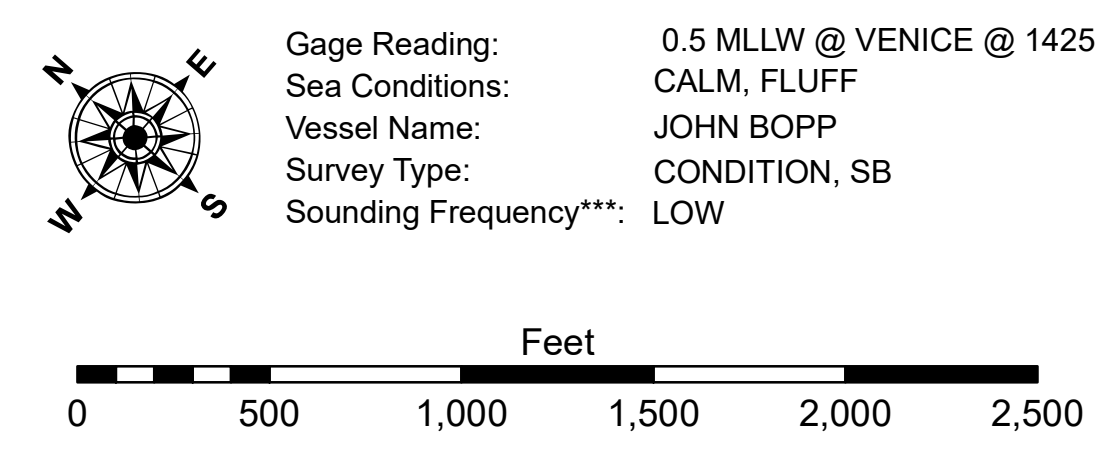 N E
W S
Gage Reading: 0.5 MLLW @ VENICE @ 1425
Sea Conditions: CALM, FLUFF
Vessel Name: JOHN BOPP
Survey Type: CONDITION, SB
Sounding Frequency***: LOW
Feet
0 500 1,000 1,500 2,000 2,500